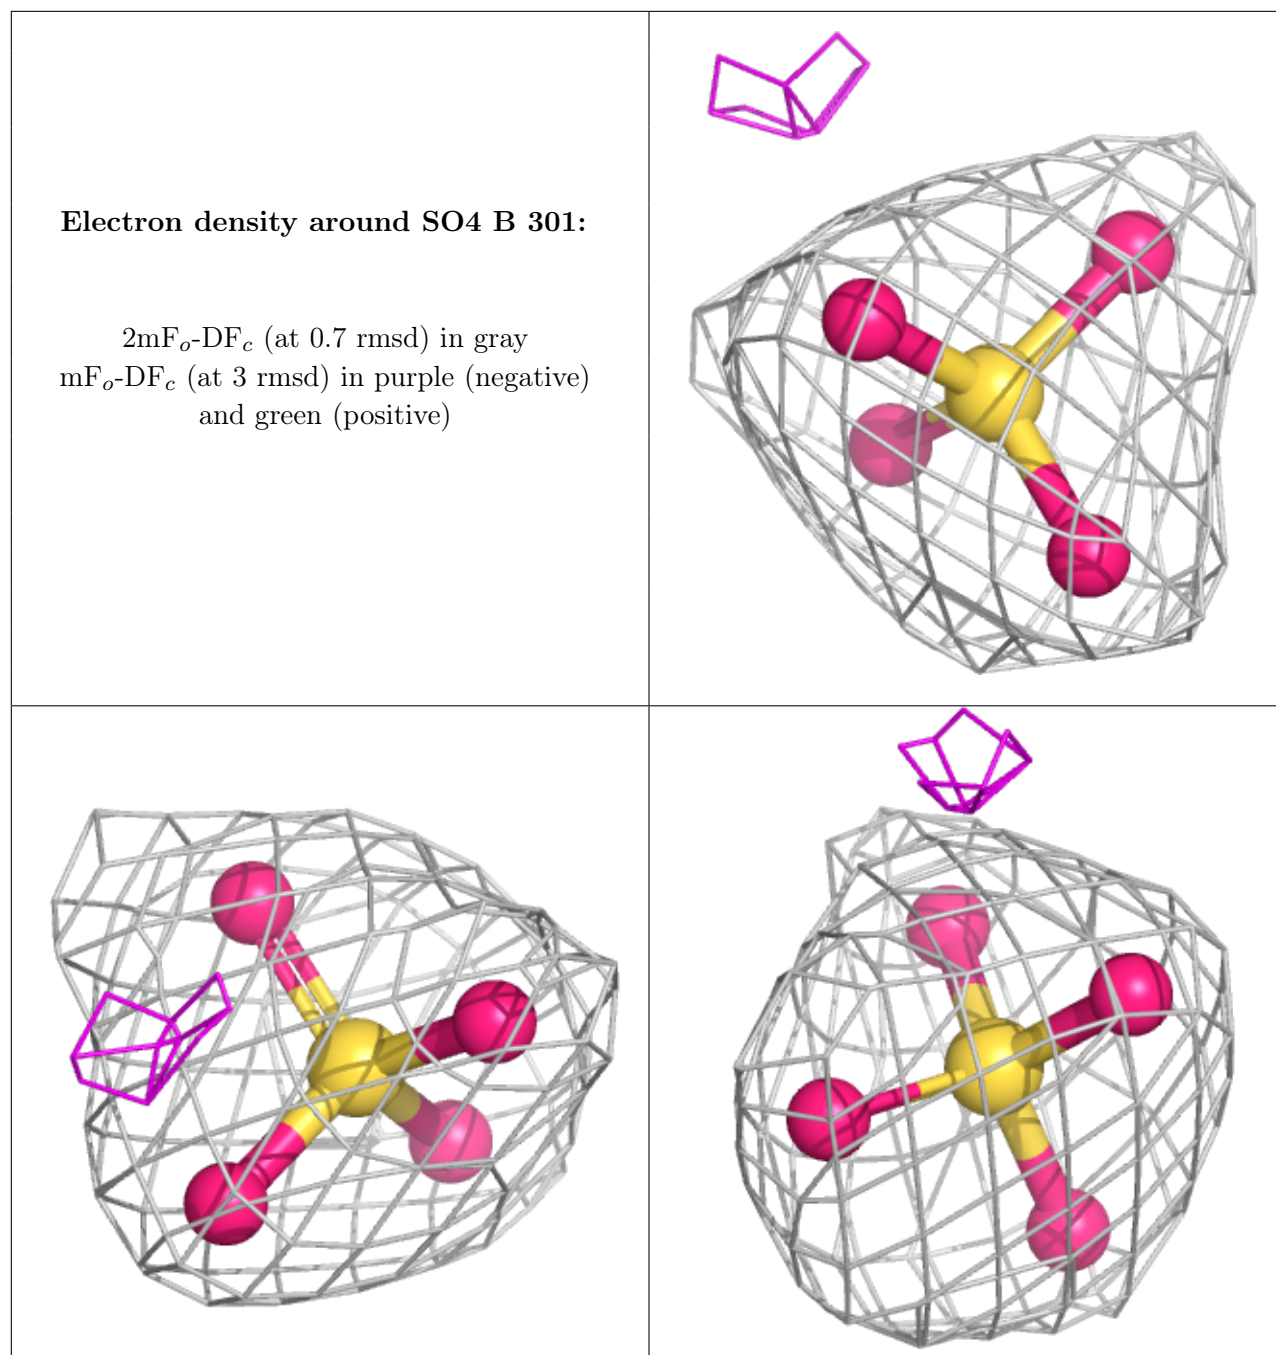 Electron density around SO4 B 301:
2mFo-DFc (at 0.7 rmsd) in gray
mFo-DFc (at 3 rmsd) in purple (negative)
and green (positive)